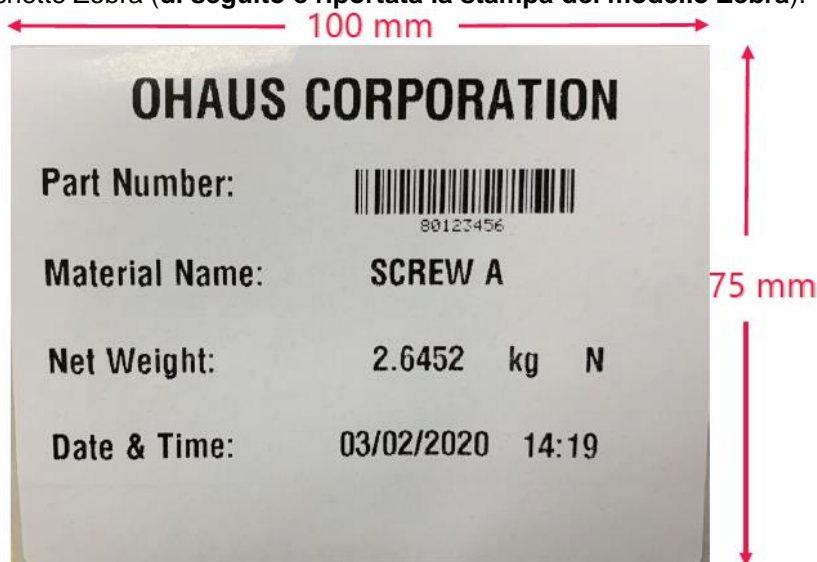 Zebra (di seguito è riportata la stampa del modello Zebra):
100 mm
OHAUS CORPORATION
Part Number:
80123456
Material Name: SCREW A
75 mm
Net Weight: 2.6452 kg N
Date & Time: 03/02/2020 14:19